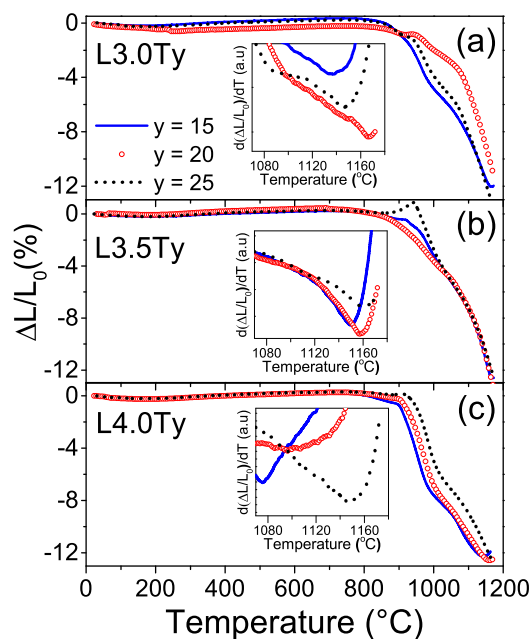 0
-4
-8
-12
L3.0Ty
(a)
y = 15
y = 20
y = 25
d(ΔL/L0)/dT (a.u)
1080 1120 1160
Temperature (°C)
0
-4
-8
-12
L3.5Ty
(b)
d(ΔL/L0)/dT (a.u)
1080 1120 1160
Temperature (°C)
0
-4
-8
-12
L4.0Ty
(c)
d(ΔL/L0)/dT (a.u)
1080 1120 1160
Temperature (°C)
ΔL/L0(%)
0 200 400 600 800 1000 1200
Temperature (°C)